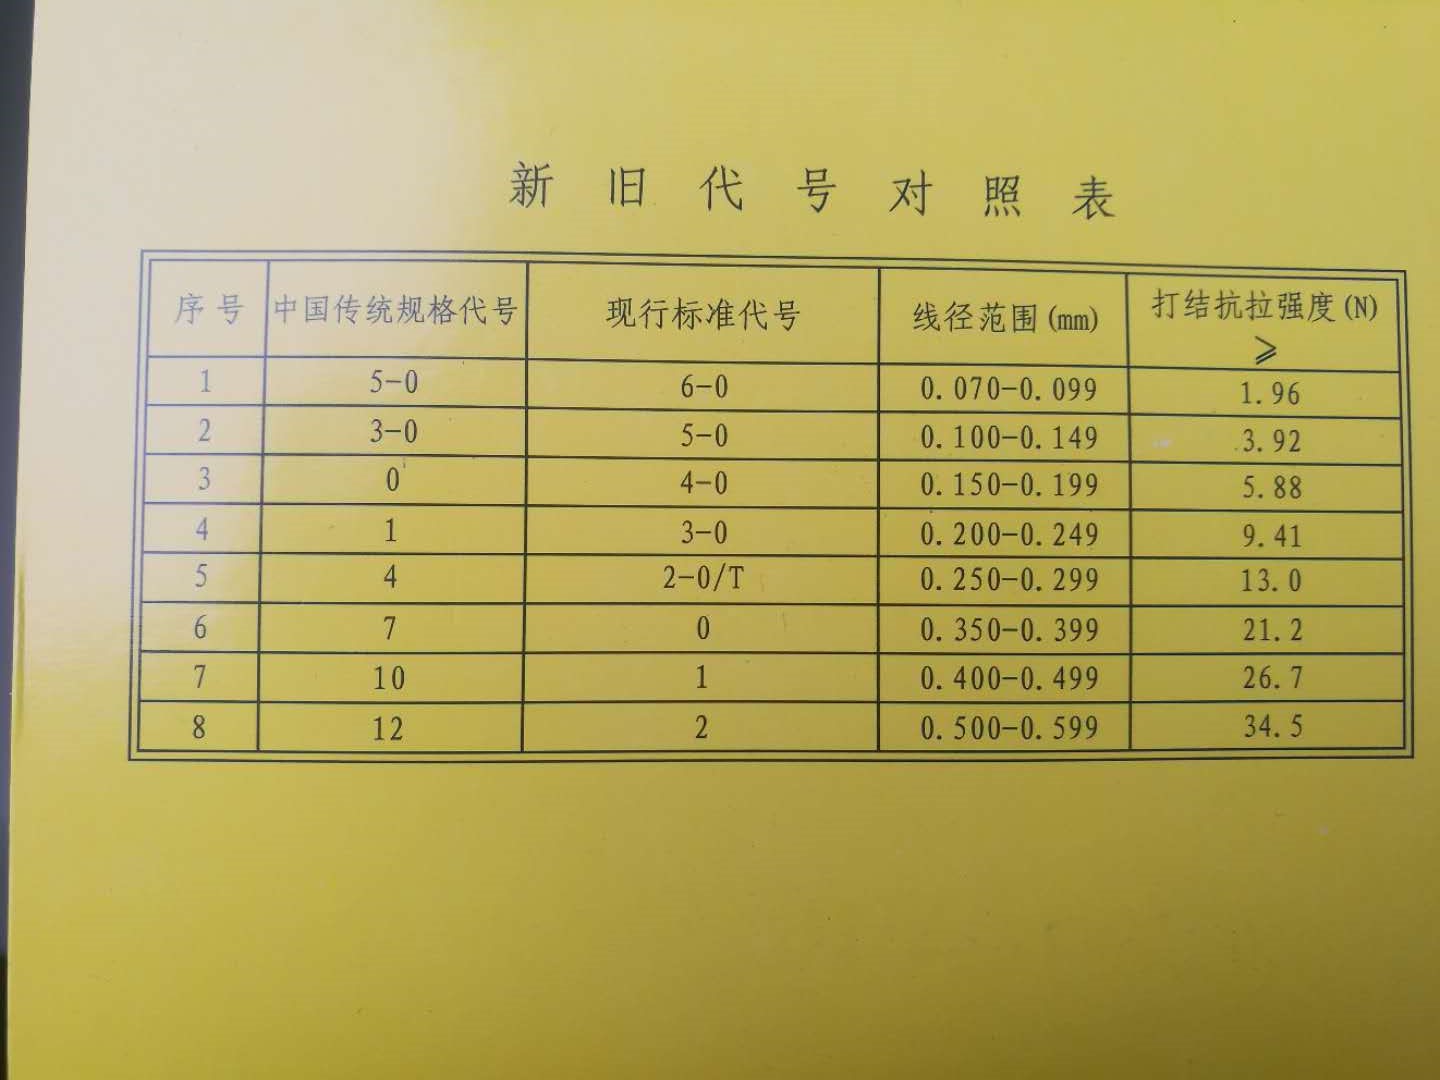 新旧代号对照表
序号 中国传统规格代号 现行标准代号 线径范围(mm) 打结抗拉强度(N) ⩾
1 5-0 6-0 0.070-0.099 1.96
2 3-0 5-0 0.100-0.149 3.92
3 0 4-0 0.150-0.199 5.88
4 1 3-0 0.200-0.249 9.41
5 4 2-0/T 0.250-0.299 13.0
6 7 0 0.350-0.399 21.2
7 10 1 0.400-0.499 26.7
8 12 2 0.500-0.599 34.5